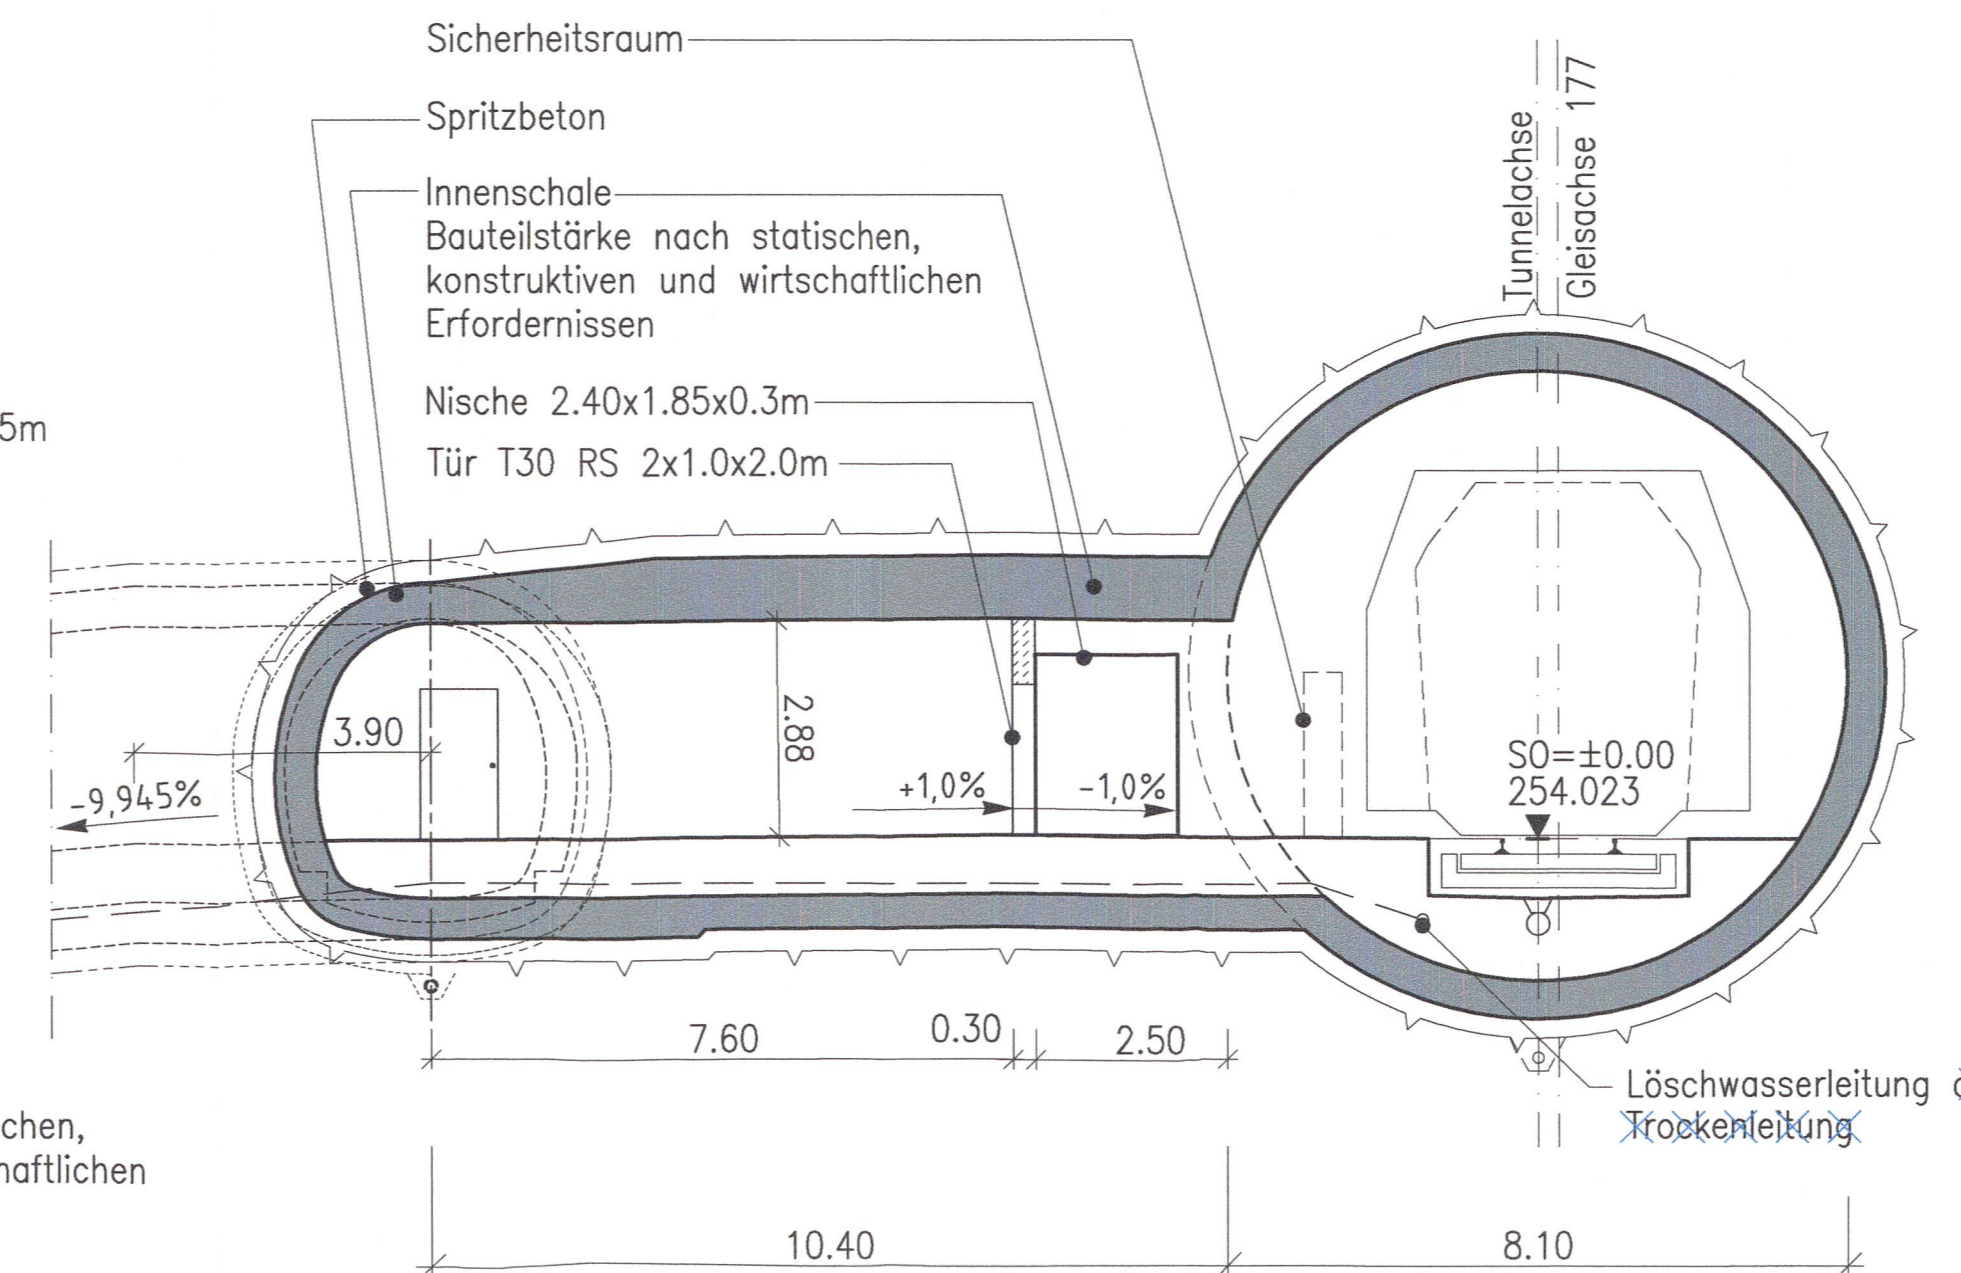 Sicherheitsraum
Spritzbeton
Innenschale
Bauteilstärke nach statischen,
konstruktiven und wirtschaftlichen
Erfordernissen
Nische 2.40x1.85x0.3m
Tür T30 RS 2x1.0x2.0m
5m
Tunnelachse
Gleisachse 177
3.90
2.88
-9,945%
+1,0%
-1,0%
SO=±0.00
254.023
7.60
0.30
2.50
Löschwasserleitung
Trockenleitung
chen,
haftlichen
10.40
8.10